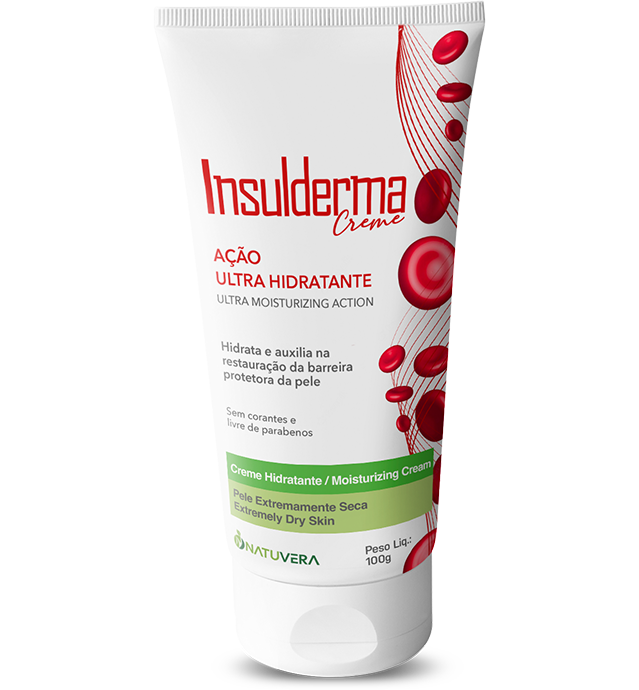 Insulderma
Creme
AÇÃO
ULTRA HIDRATANTE
ULTRA MOISTURIZING ACTION
Hidrata e auxilia na
restauração da barreira
protetora da pele
Sem corantes e
livre de parabenos
Creme Hidratante / Moisturizing Cream
Pele Extremamente Seca
Extremely Dry Skin
NATUVERA
Peso Liq.:
100g